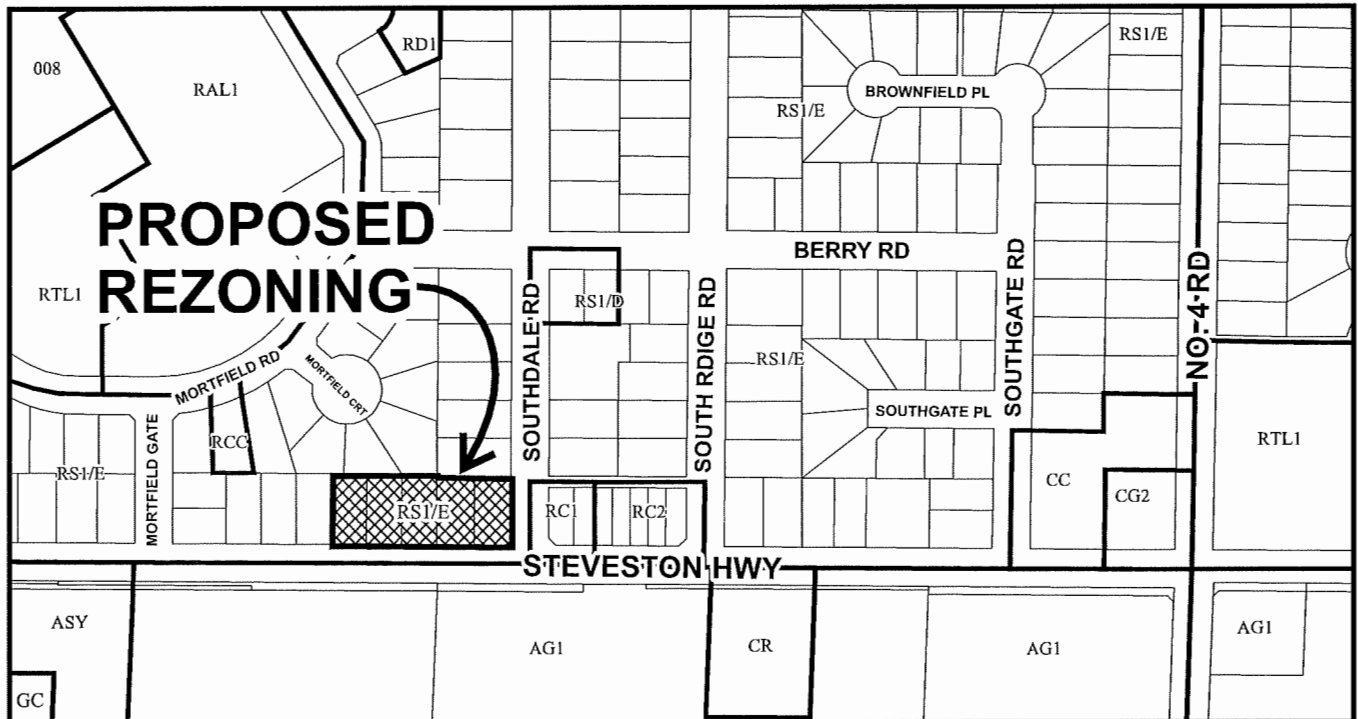 008
RAL1
RD1
RS1/E
RS1/E
BROWNFIELD PL
PROPOSED
REZONING
RTL1
BERRY RD
SOUTHDALE RD
RS1/D
SOUTH RDIGE RD
RS1/E
SOUTHGATE RD
NO. 4 RD
MORTFIELD RD
MORTFIELD CRT
SOUTHGATE PL
RTL1
RS1/E
MORTFIELD GATE
RCC
RS1/E
RC1
RC2
CC
CG2
STEVESTON HWY
ASY
AG1
CR
AG1
AG1
GC